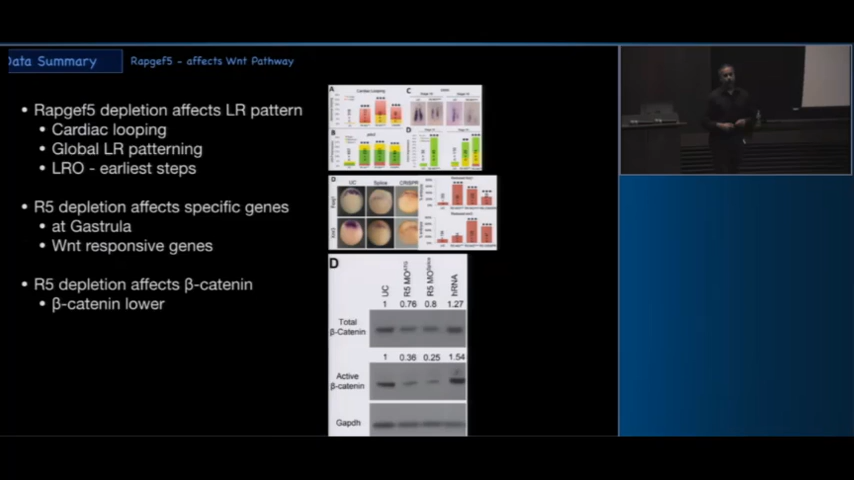 Data Summary
Rapgef5 - affects Wnt Pathway
• Rapgef5 depletion affects LR pattern
• Cardiac looping
• Global LR patterning
• LRO - earliest steps
• R5 depletion affects specific genes
• at Gastrula
• Wnt responsive genes
• R5 depletion affects β-catenin
• β-catenin lower
A
Cardiac Looping
C
B
D
D
UC
Splice
CRISPR
D
UC
R5 MO
R5 MO
hRNA
1 0.76 0.8 1.27
Total
β-Catenin
1 0.36 0.25 1.54
Active
β-catenin
Gapdh